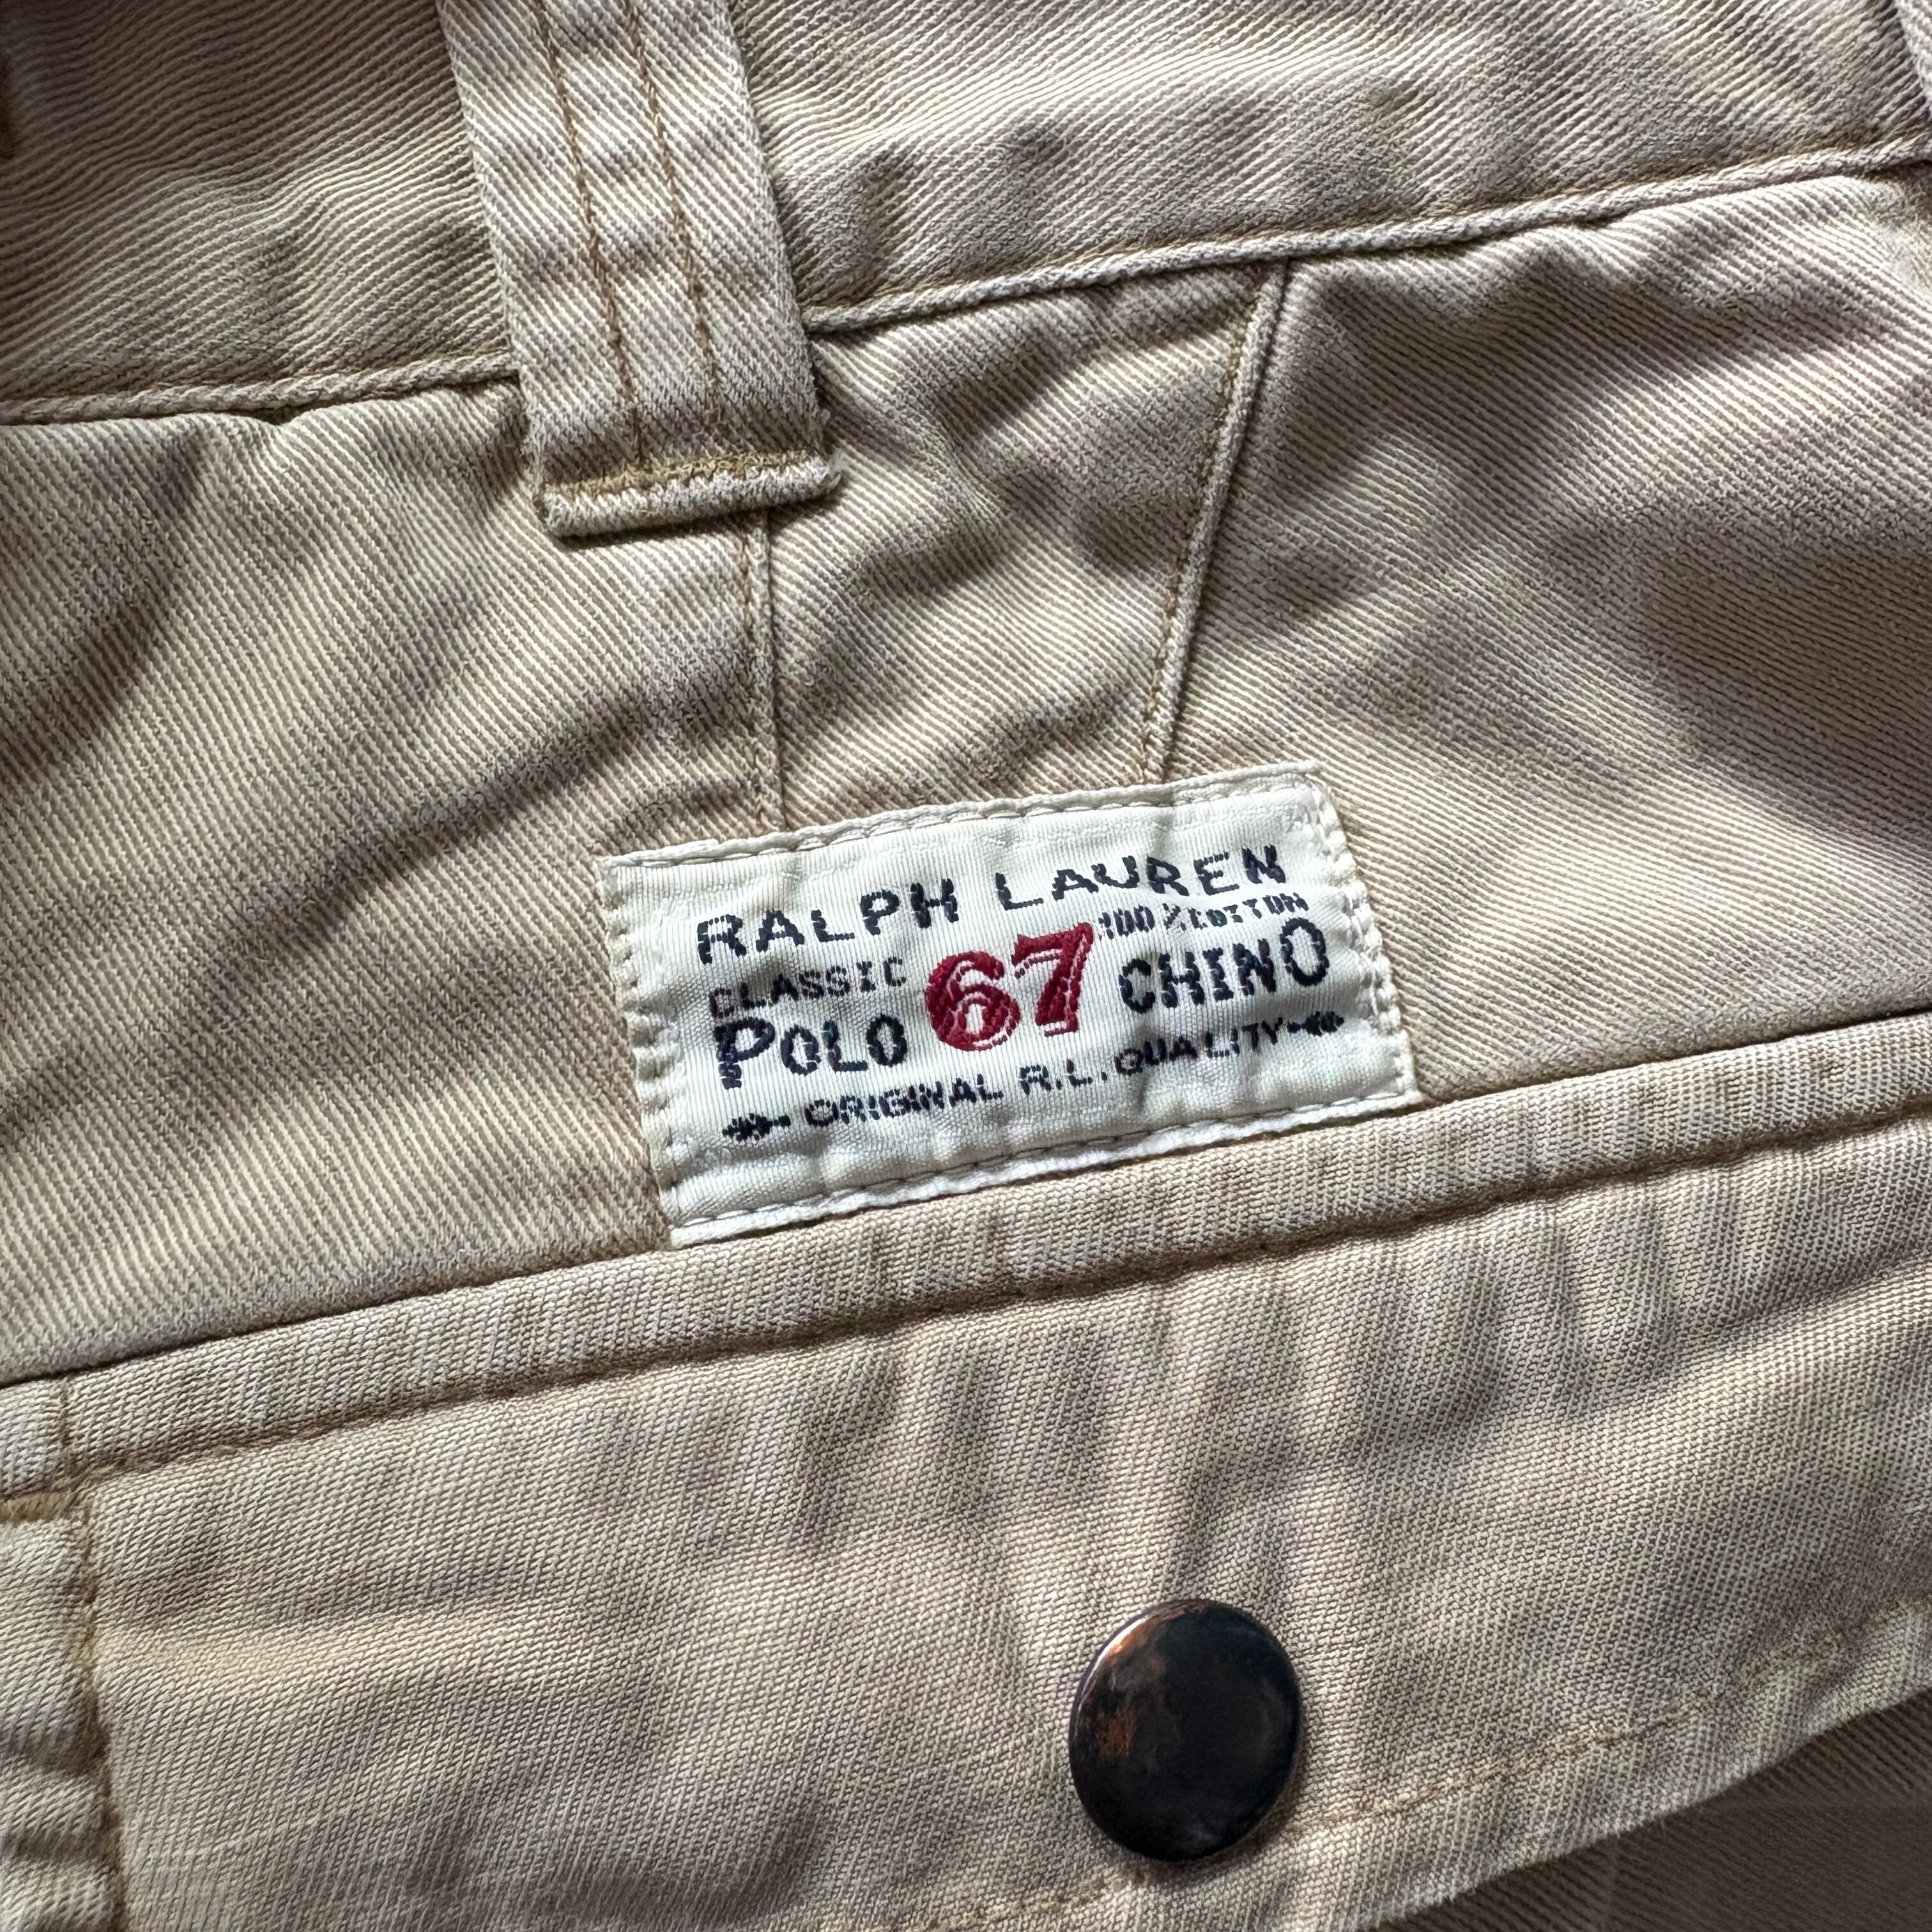 RALPH LAUREN
100% COTTON
CLASSIC
POLO 67 CHINO
ORIGINAL R.L. QUALITY